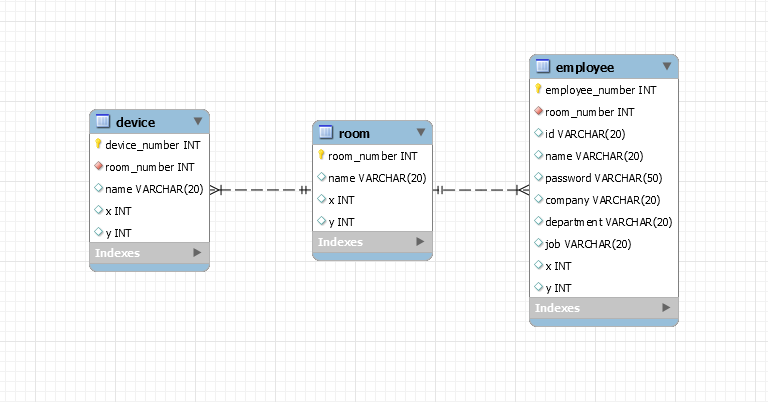 device
device_number INT
room_number INT
name VARCHAR(20)
x INT
y INT
Indexes
room
room_number INT
name VARCHAR(20)
x INT
y INT
Indexes
employee
employee_number INT
room_number INT
id VARCHAR(20)
name VARCHAR(20)
password VARCHAR(50)
company VARCHAR(20)
department VARCHAR(20)
job VARCHAR(20)
x INT
y INT
Indexes